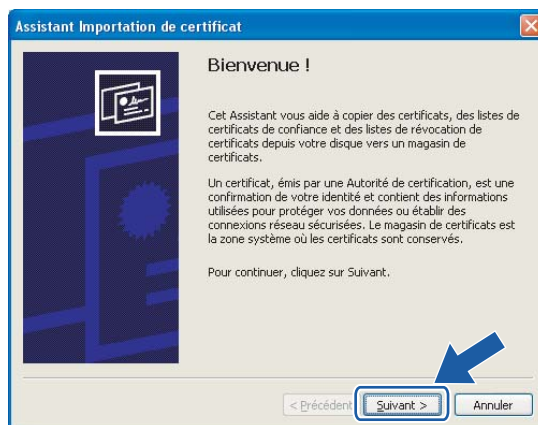 Assistant Importation de certificat
Bienvenue !
Cet Assistant vous aide à copier des certificats, des listes de
certificats de confiance et des listes de révocation de
certificats depuis votre disque vers un magasin de
certificats.
Un certificat, émis par une Autorité de certification, est une
confirmation de votre identité et contient des informations
utilisées pour protéger vos données ou établir des
connexions réseau sécurisées. Le magasin de certificats est
la zone système où les certificats sont conservés.
Pour continuer, cliquez sur Suivant.
< Précédent Suivant > Annuler